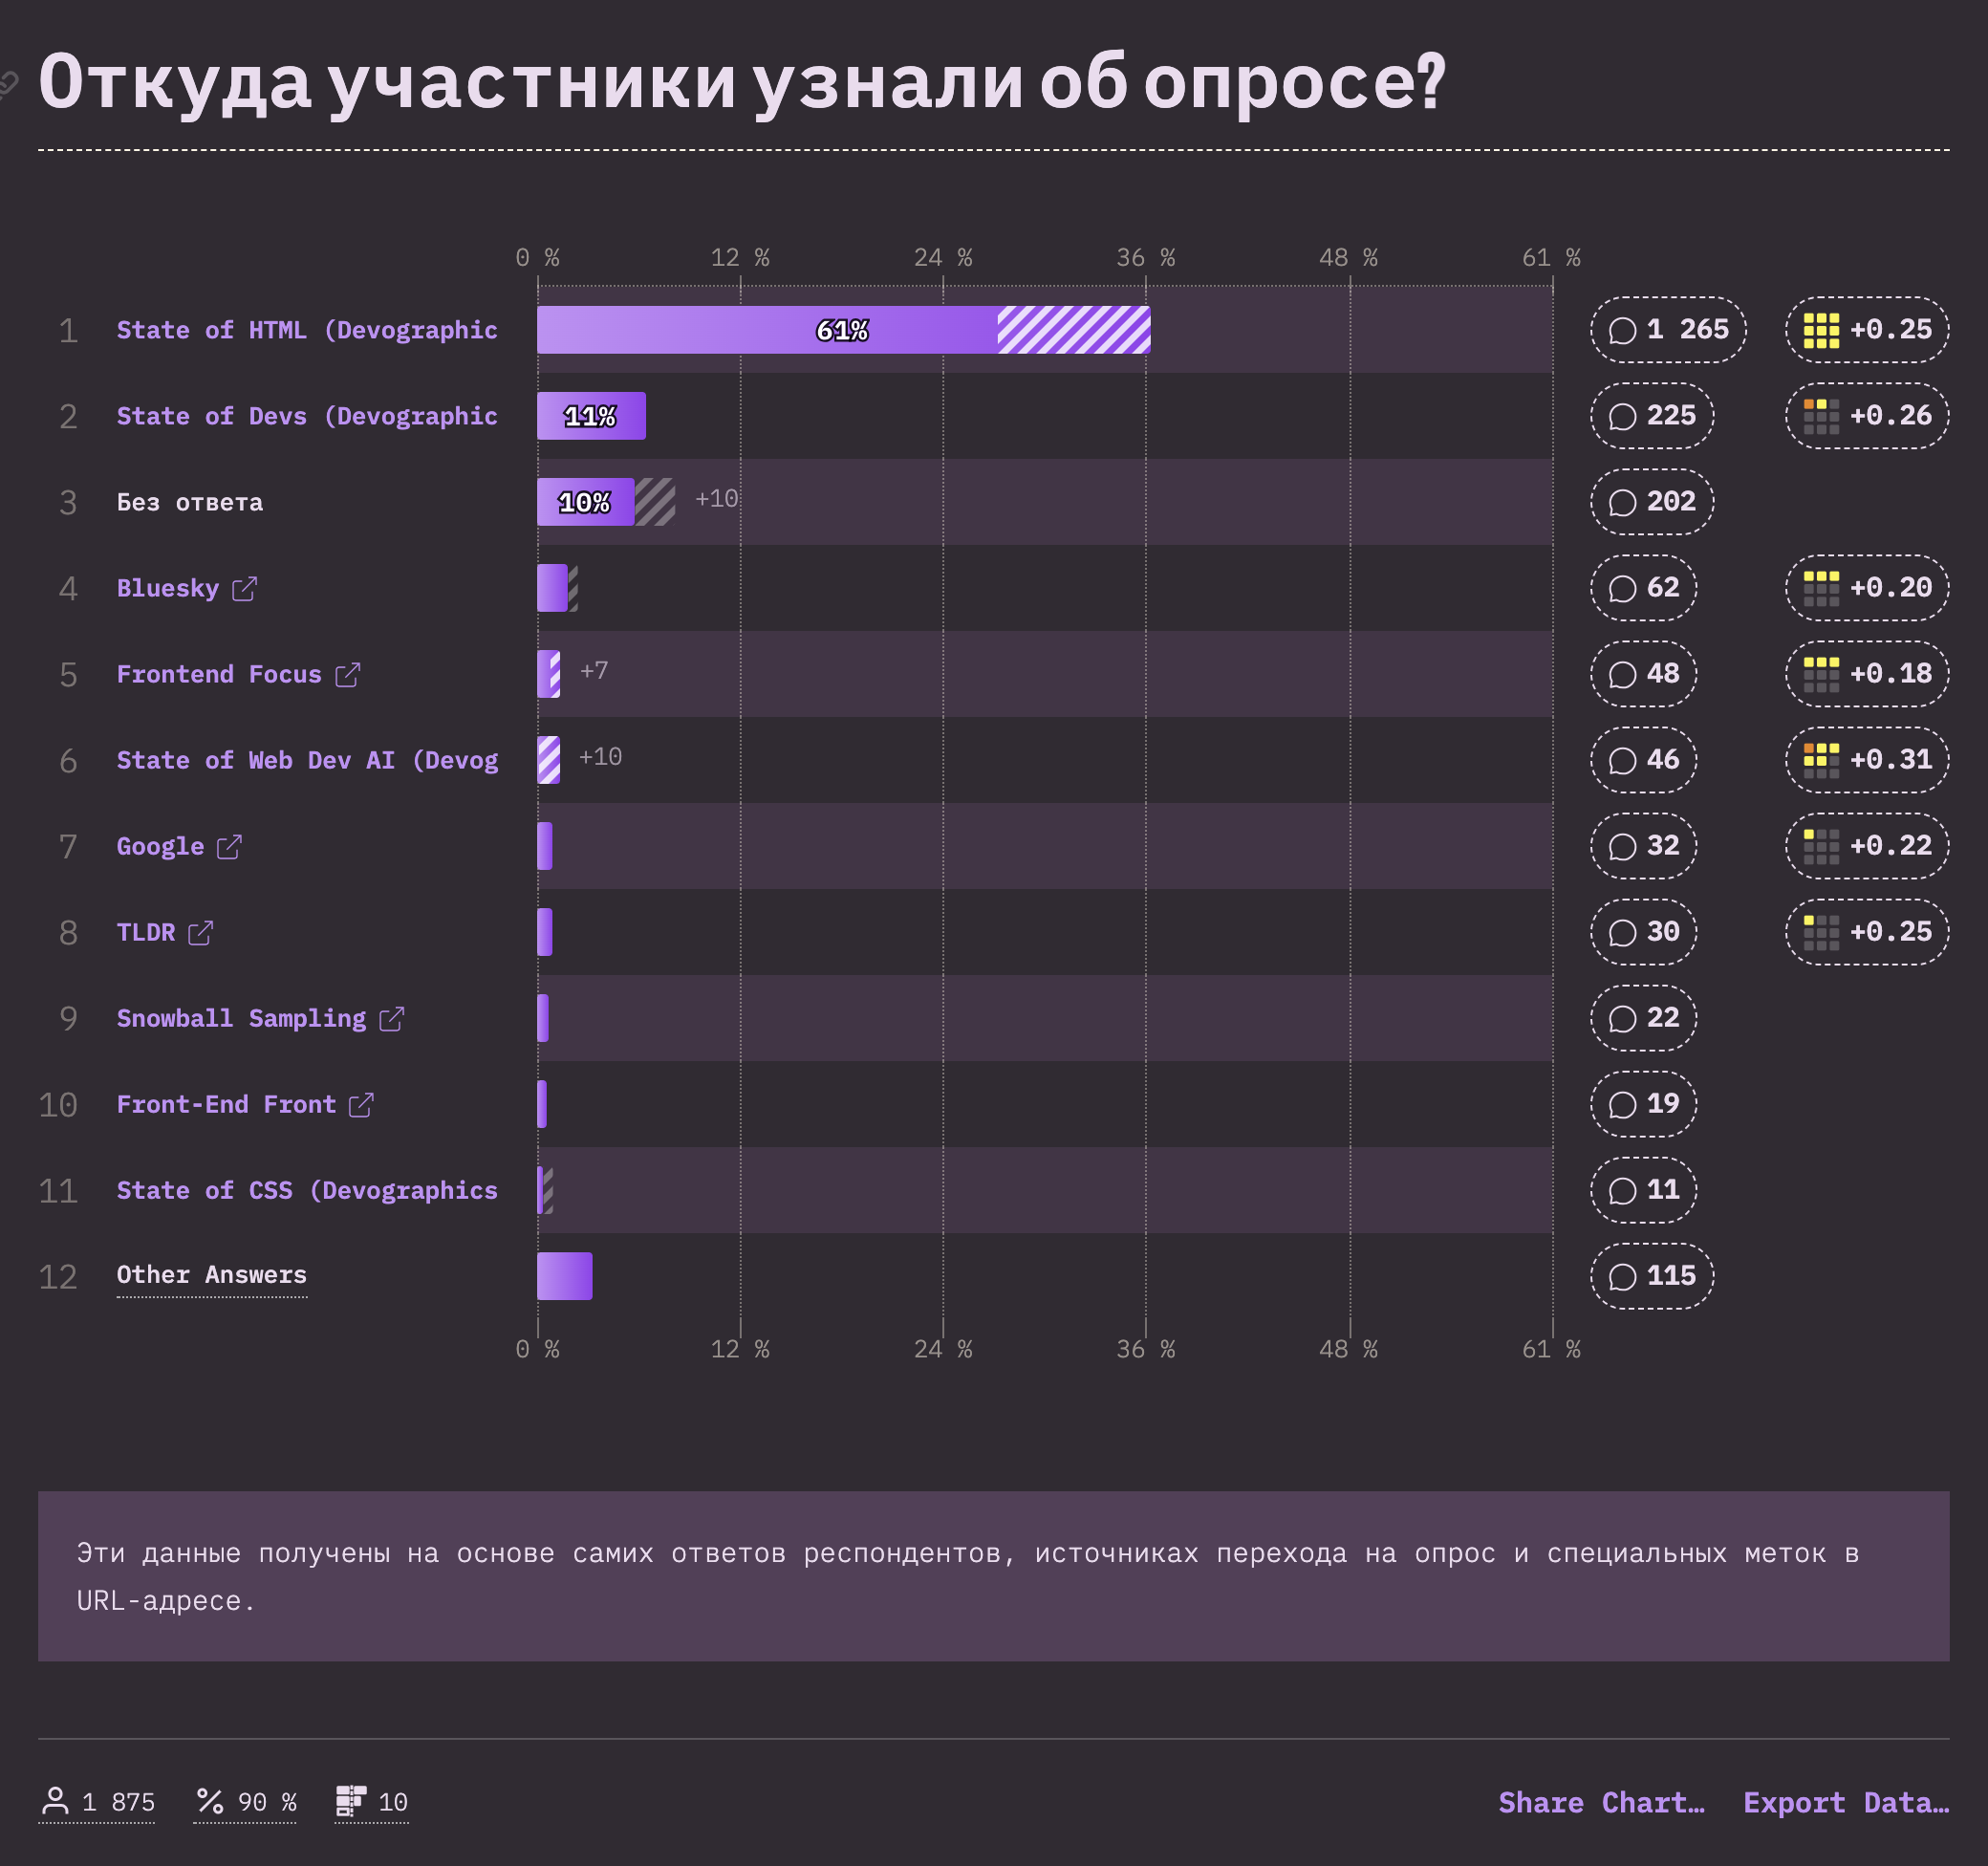 Откуда участники узнали об опросе?
0 % 12 % 24 % 36 % 48 % 61 %
1 State of HTML (Devographic 61% 1 265 +0.25
2 State of Devs (Devographic 11% 225 +0.26
3 Без ответа 10% +10 202
4 Bluesky 62 +0.20
5 Frontend Focus +7 48 +0.18
6 State of Web Dev AI (Devog +10 46 +0.31
7 Google 32 +0.22
8 TLDR 30 +0.25
9 Snowball Sampling 22
10 Front-End Front 19
11 State of CSS (Devographics 11
12 Other Answers 115
0 % 12 % 24 % 36 % 48 % 61 %
Эти данные получены на основе самих ответов респондентов, источниках перехода на опрос и специальных меток в
URL-адресе.
1 875 90 % 10 Share Chart… Export Data…